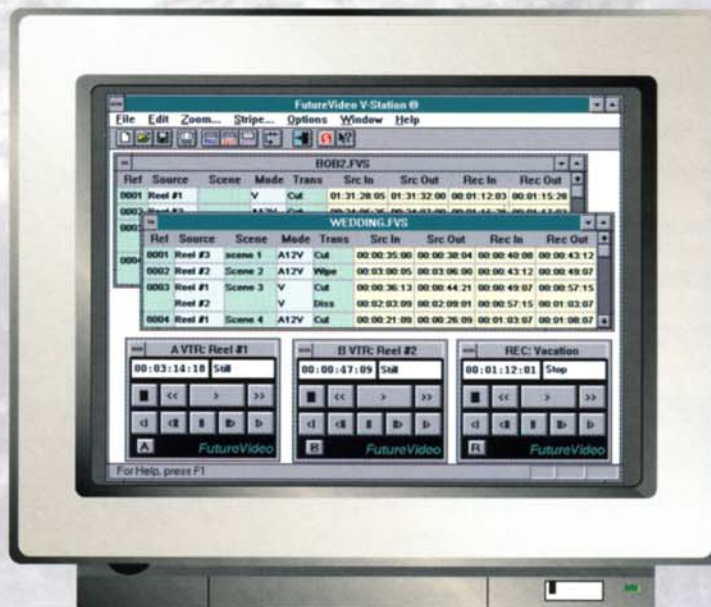 FutureVideo V-Station
File Edit Zoom... Stripe... Options Window Help
BOB2.FVS
Ref Source Scene Mode Trans Src In Src Out Rec In Rec Out
0001 Reel #1 V Cut 01:31:28:05 01:31:32:00 00:01:12:03 00:01:15:28
0002
WEDDING.FVS
Ref Source Scene Mode Trans Src In Src Out Rec In Rec Out
0001 Reel #3 scene 1 A12V Cut 00:00:35:00 00:00:38:04 00:00:40:08 00:00:43:12
0002 Reel #2 Scene 2 A12V Wipe 00:03:00:05 00:03:06:00 00:00:43:12 00:00:49:07
0003 Reel #1 Scene 3 V Cut 00:00:36:13 00:00:44:21 00:00:49:07 00:00:57:15
Reel #2 V Diss 00:02:03:09 00:02:09:01 00:00:57:15 00:01:03:07
0004 Reel #1 Scene 4 A12V Cut 00:00:21:09 00:00:26:09 00:01:03:07 00:01:08:07
A VTR: Reel #1
00:03:14:18 Still
<< > >>
A FutureVideo
B VTR: Reel #2
00:00:47:09 Still
<< > >>
B FutureVideo
REC: Vacation
00:01:12:01 Stop
<< > >>
R FutureVideo
For Help, press F1